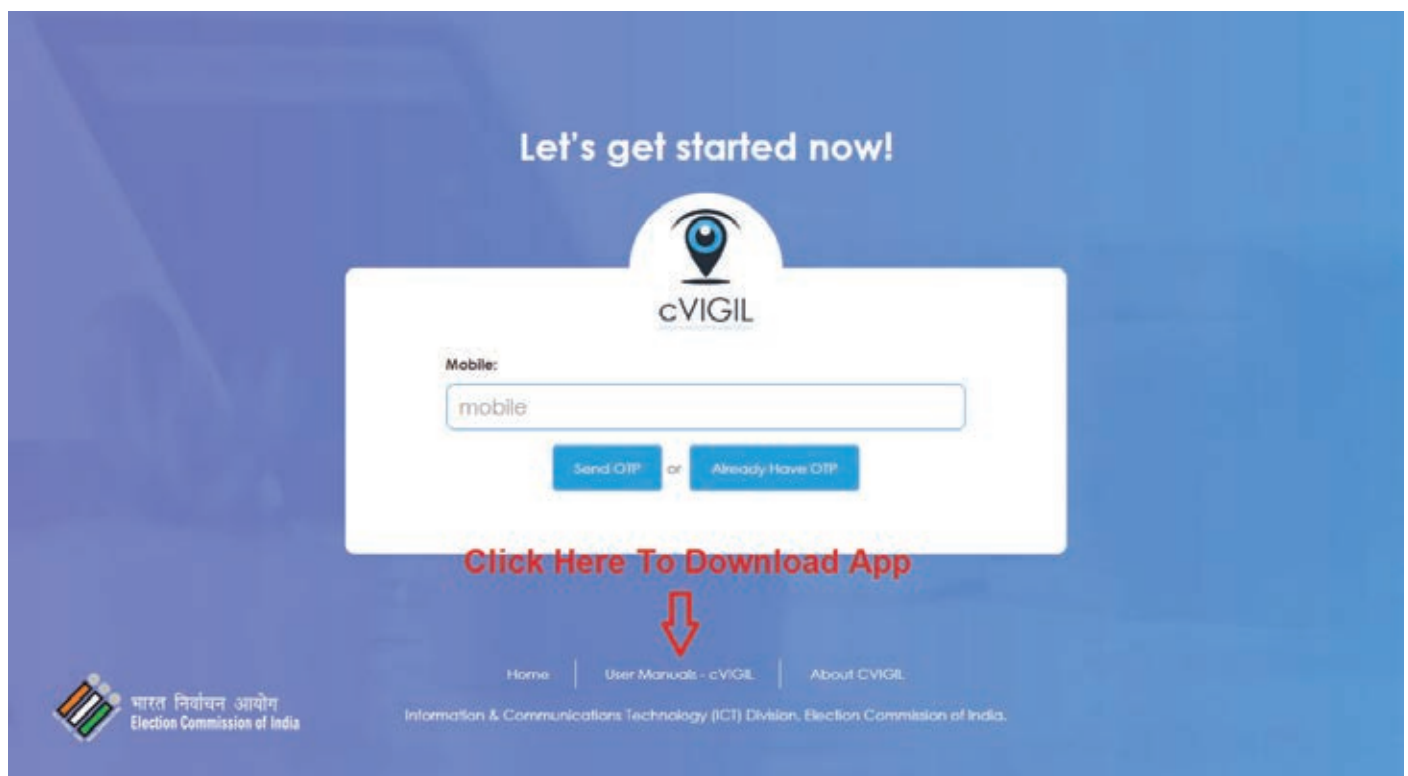 Let's get started now!
cVIGIL
Mobile:
mobile
Send OTP or Already Have OTP
Click Here To Download App
Home User Manuals - cVIGIL About CVIGIL
भारत निर्वाचन आयोग
Election Commission of India
Information & Communications Technology (ICT) Division, Election Commission of India.